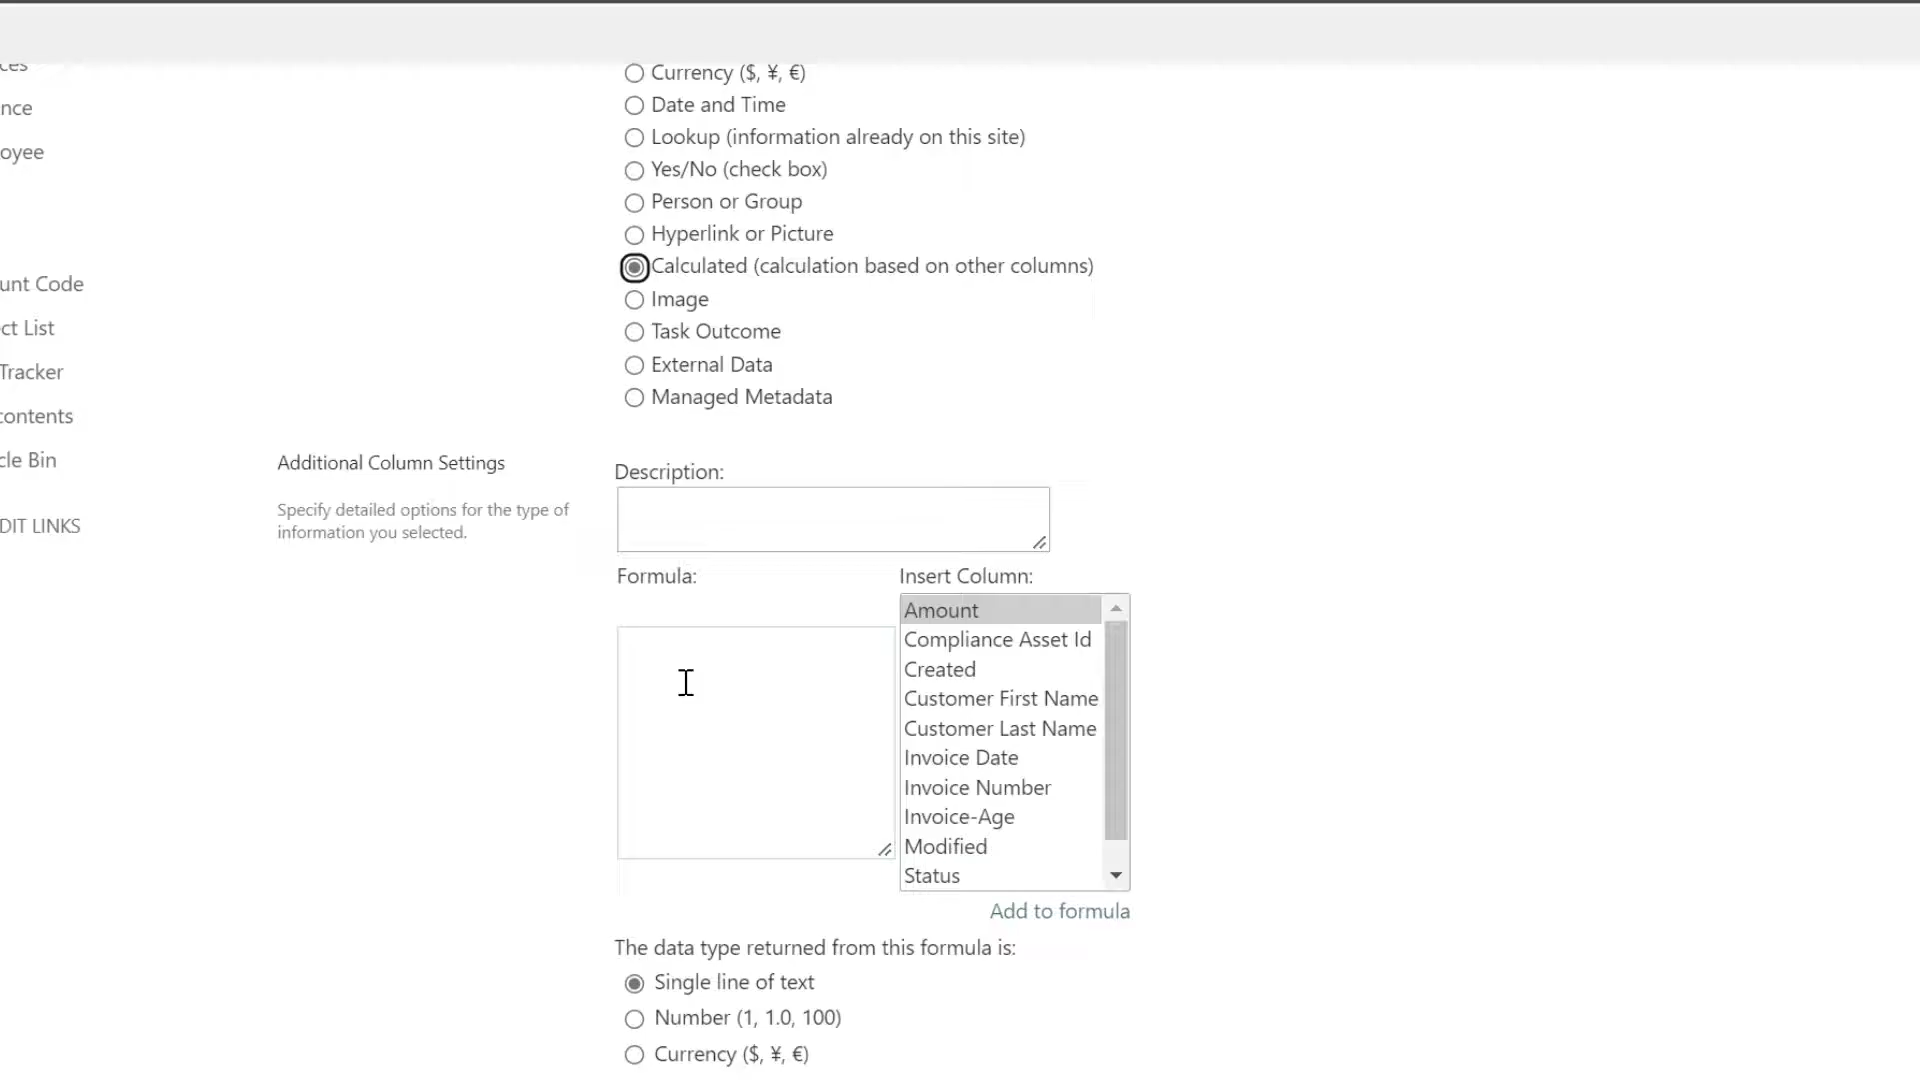 ces
nce
oyee
unt Code
ct List
Tracker
contents
cle Bin
DIT LINKS
Currency ($, ¥, €)
Date and Time
Lookup (information already on this site)
Yes/No (check box)
Person or Group
Hyperlink or Picture
Calculated (calculation based on other columns)
Image
Task Outcome
External Data
Managed Metadata
Additional Column Settings
Specify detailed options for the type of
information you selected.
Description:
Formula:
Insert Column:
Amount
Compliance Asset Id
Created
Customer First Name
Customer Last Name
Invoice Date
Invoice Number
Invoice-Age
Modified
Status
Add to formula
The data type returned from this formula is:
Single line of text
Number (1, 1.0, 100)
Currency ($, ¥, €)